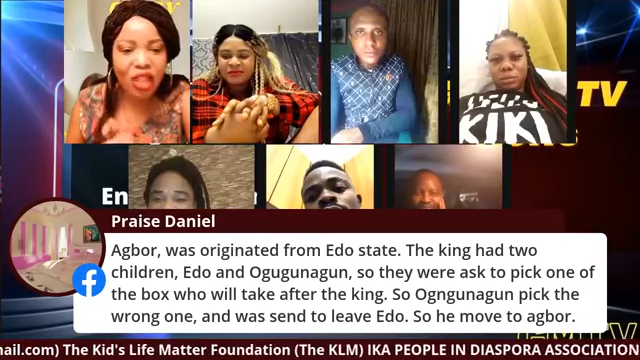 TV
KIKI
En
Praise Daniel
Agbor, was originated from Edo state. The king had two
children, Edo and Ogugunagun, so they were ask to pick one of
the box who will take after the king. So Ogngunagun pick the
wrong one, and was send to leave Edo. So he move to agbor.
nail.com) The Kid's Life Matter Foundation (The KLM) IKA PEOPLE IN DIASPORA ASSOCIATION